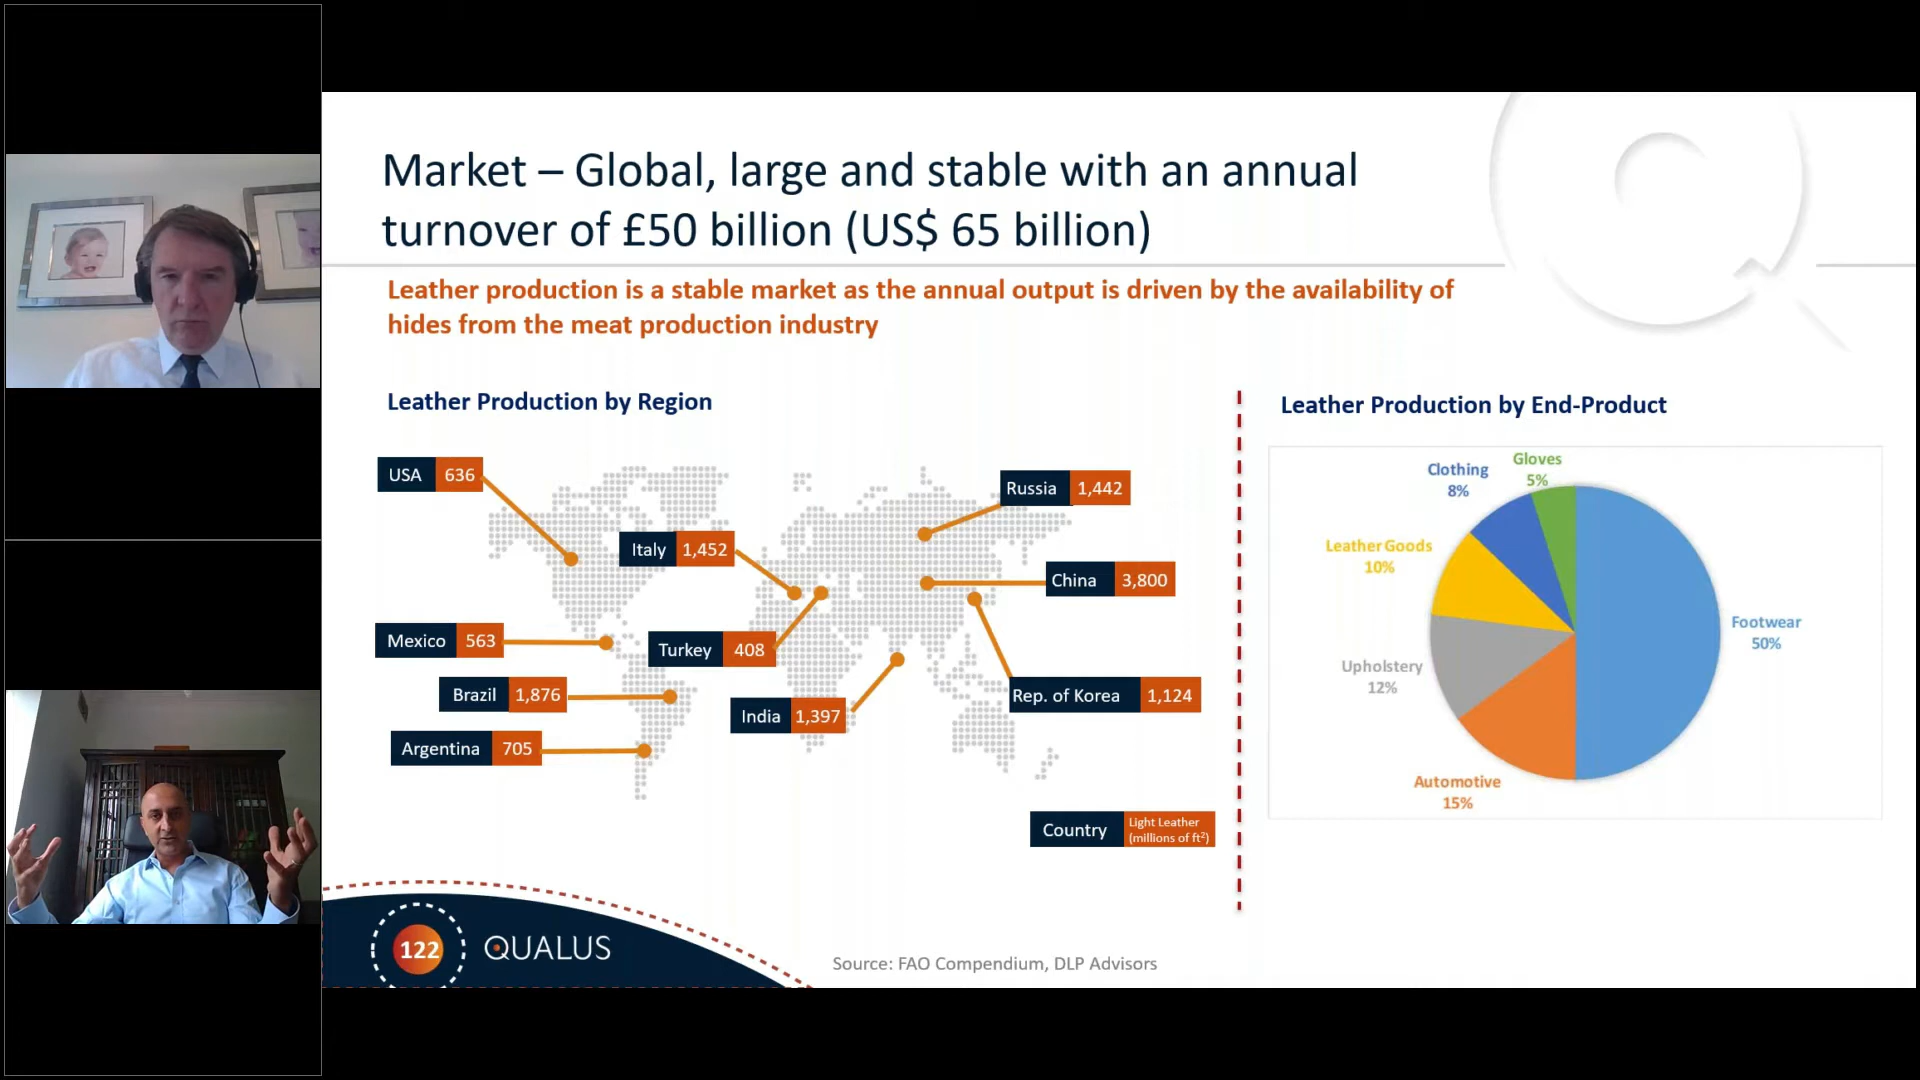 Market – Global, large and stable with an annual
turnover of £50 billion (US$ 65 billion)
Leather production is a stable market as the annual output is driven by the availability of
hides from the meat production industry
Leather Production by Region
USA 636
Italy 1,452
Russia 1,442
China 3,800
Mexico 563
Turkey 408
Brazil 1,876
Rep. of Korea 1,124
India 1,397
Argentina 705
Country
Light Leather
(millions of ft²)
Leather Production by End-Product
Gloves
5%
Clothing
8%
Leather Goods
10%
Footwear
50%
Upholstery
12%
Automotive
15%
122
QUALUS
Source: FAO Compendium, DLP Advisors